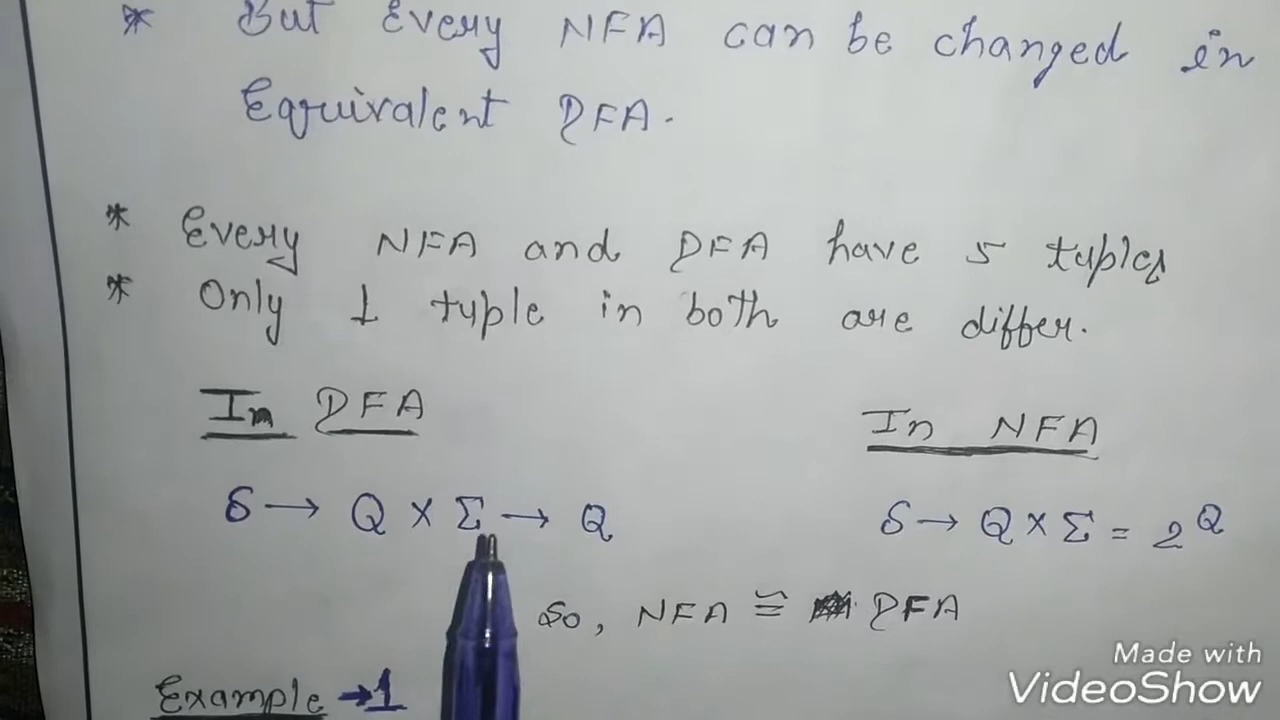 * But Every NFA can be changed in
Equivalent DFA.
* Every NFA and DFA have 5 tuples
* Only 1 tuple in both are differ.
In DFA
In NFA
δ → Q × Σ → Q
δ → Q × Σ = 2^Q
So, NFA ≅ DFA
Example → 1
Made with
VideoShow